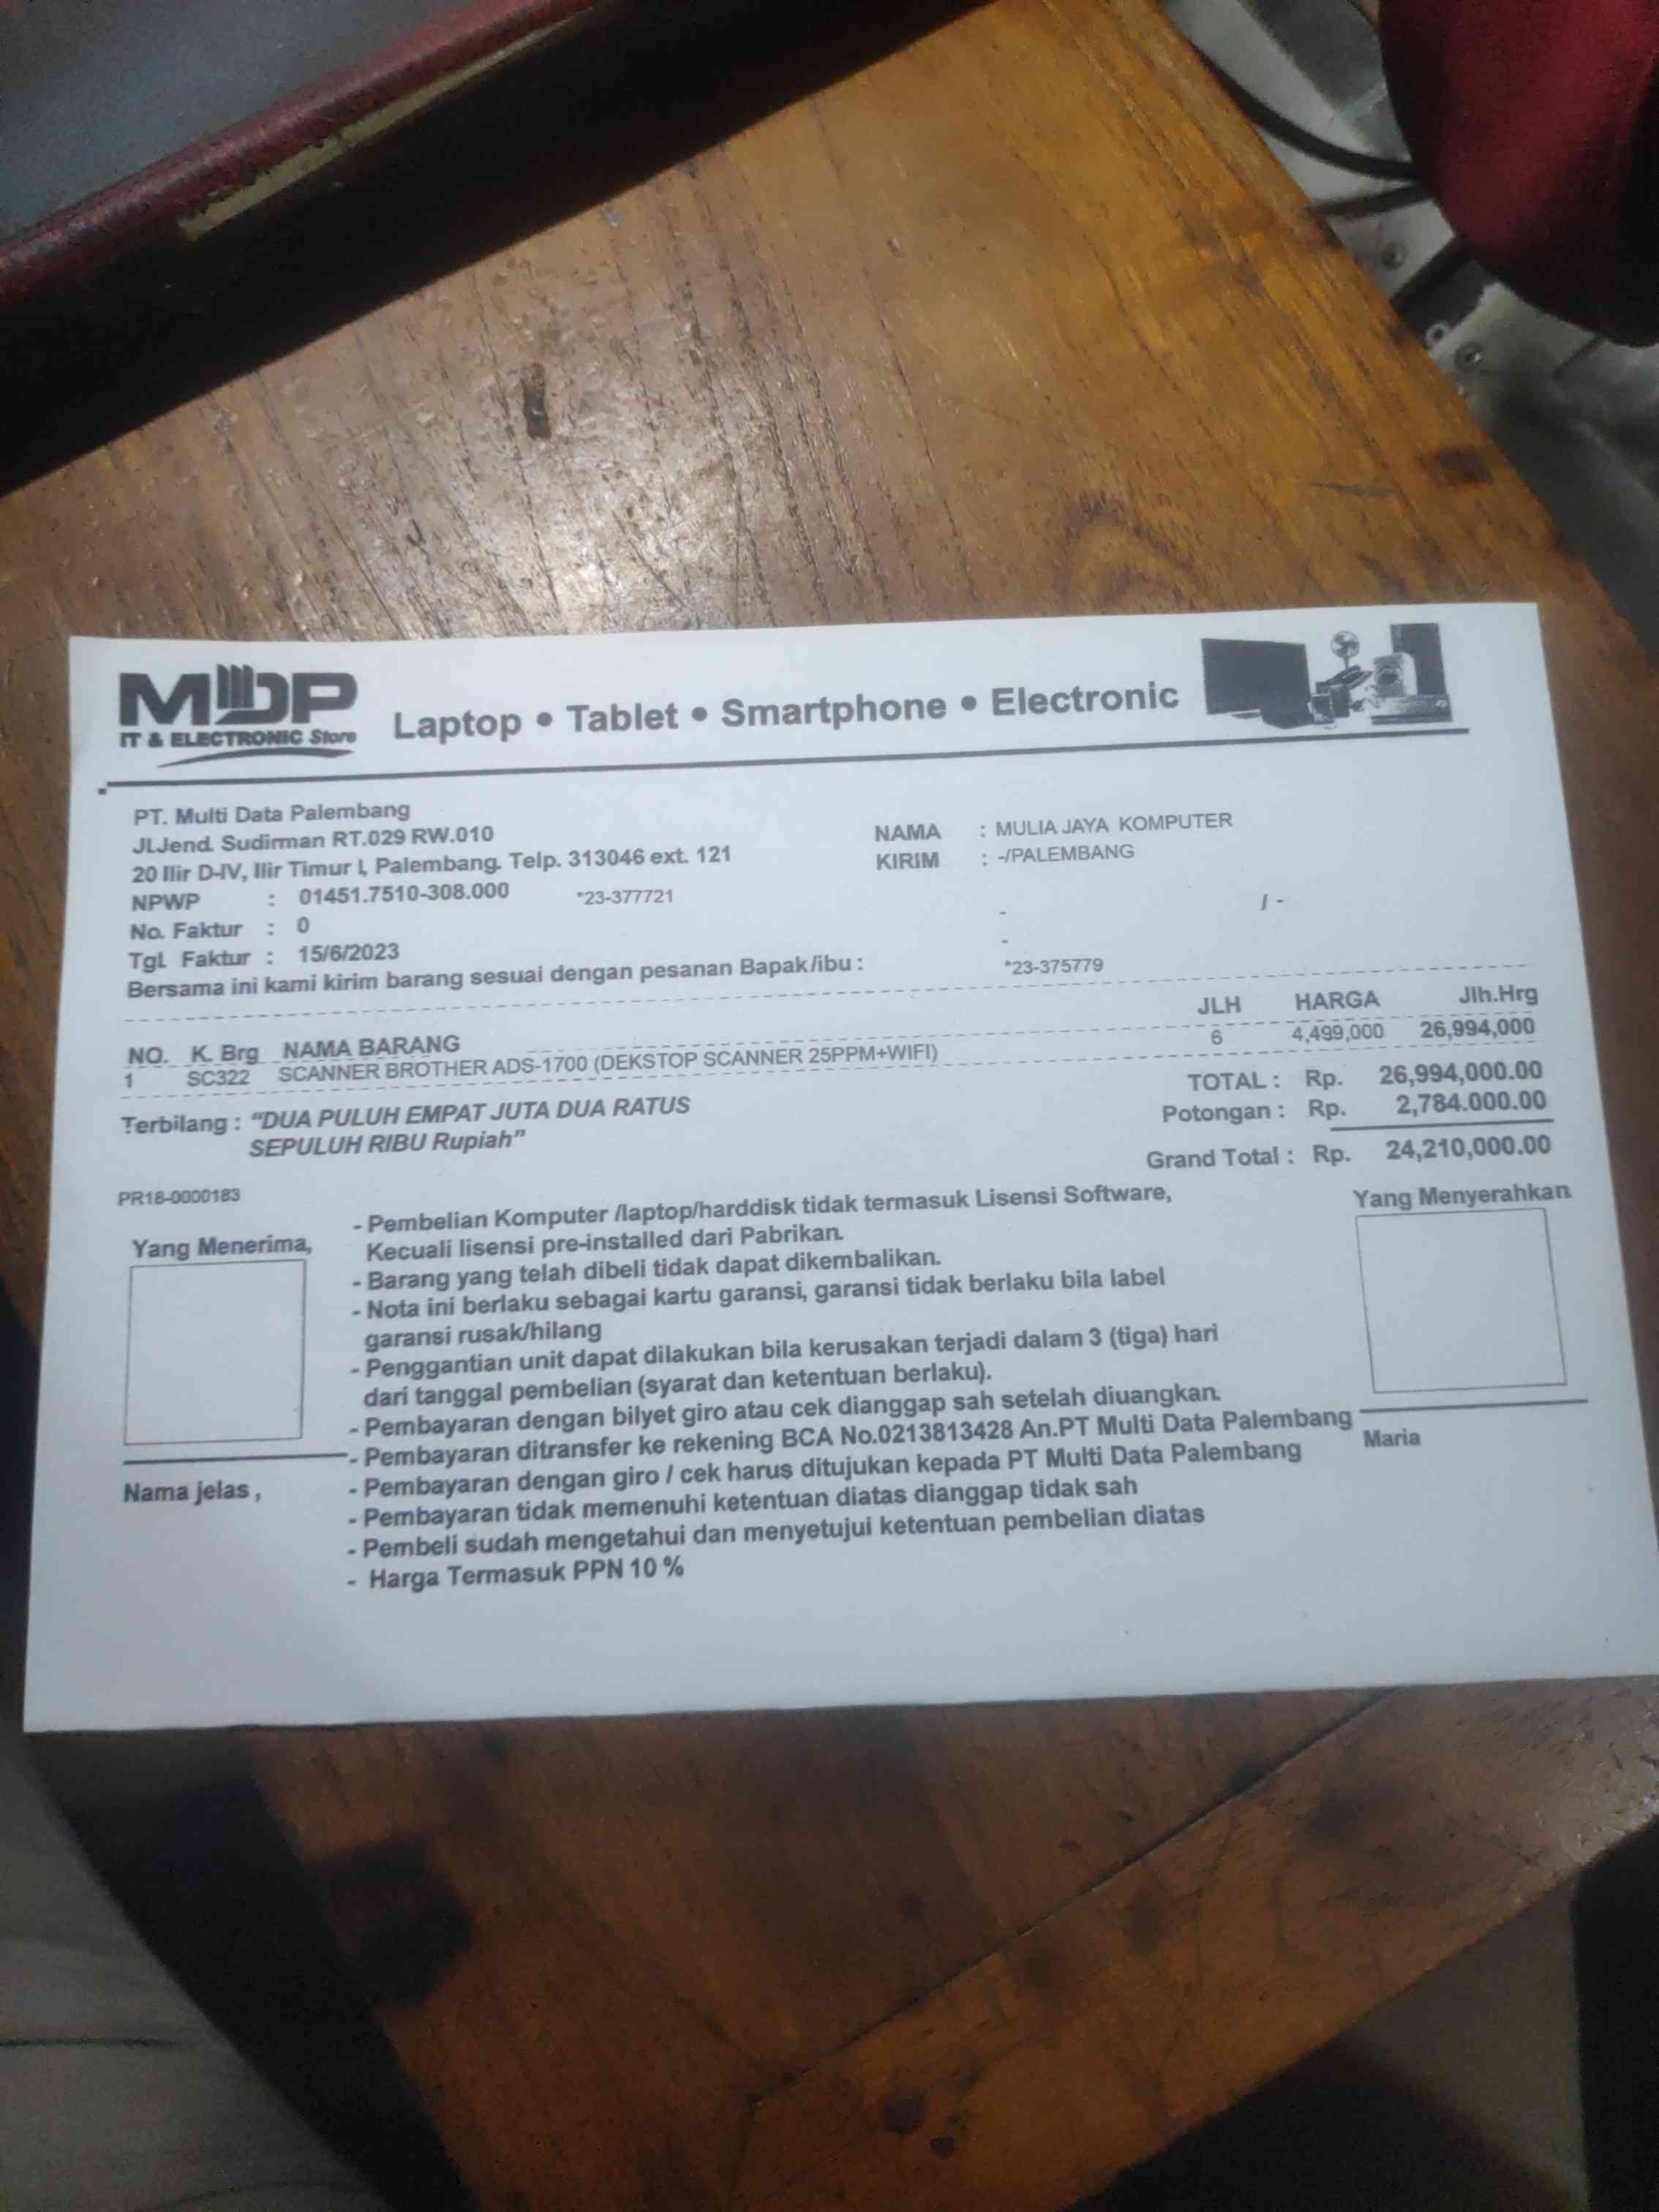 MDP
IT & ELECTRONIC Store
Laptop • Tablet • Smartphone • Electronic
PT. Multi Data Palembang
Jl.Jend. Sudirman RT.029 RW.010
20 Ilir D-IV, Ilir Timur I, Palembang. Telp. 313046 ext. 121
NPWP : 01451.7510-308.000 *23-377721
No. Faktur : 0
Tgl. Faktur : 15/6/2023
Bersama ini kami kirim barang sesuai dengan pesanan Bapak/ibu :
NAMA : MULIA JAYA KOMPUTER
KIRIM : -/PALEMBANG
- / -
-
*23-375779
NO. K. Brg NAMA BARANG JLH HARGA Jlh.Hrg
1 SC322 SCANNER BROTHER ADS-1700 (DEKSTOP SCANNER 25PPM+WIFI) 6 4,499,000 26,994,000
TOTAL : Rp. 26,994,000.00
Potongan : Rp. 2,784.000.00
Grand Total : Rp. 24,210,000.00
Terbilang : "DUA PULUH EMPAT JUTA DUA RATUS
SEPULUH RIBU Rupiah"
PR18-0000183
Yang Menerima,
Nama jelas ,
- Pembelian Komputer /laptop/harddisk tidak termasuk Lisensi Software,
Kecuali lisensi pre-installed dari Pabrikan.
- Barang yang telah dibeli tidak dapat dikembalikan.
- Nota ini berlaku sebagai kartu garansi, garansi tidak berlaku bila label
garansi rusak/hilang
- Penggantian unit dapat dilakukan bila kerusakan terjadi dalam 3 (tiga) hari
dari tanggal pembelian (syarat dan ketentuan berlaku).
- Pembayaran dengan bilyet giro atau cek dianggap sah setelah diuangkan.
- Pembayaran ditransfer ke rekening BCA No.0213813428 An.PT Multi Data Palembang
- Pembayaran dengan giro / cek harus ditujukan kepada PT Multi Data Palembang
- Pembayaran tidak memenuhi ketentuan diatas dianggap tidak sah
- Pembeli sudah mengetahui dan menyetujui ketentuan pembelian diatas
- Harga Termasuk PPN 10 %
Yang Menyerahkan
Maria